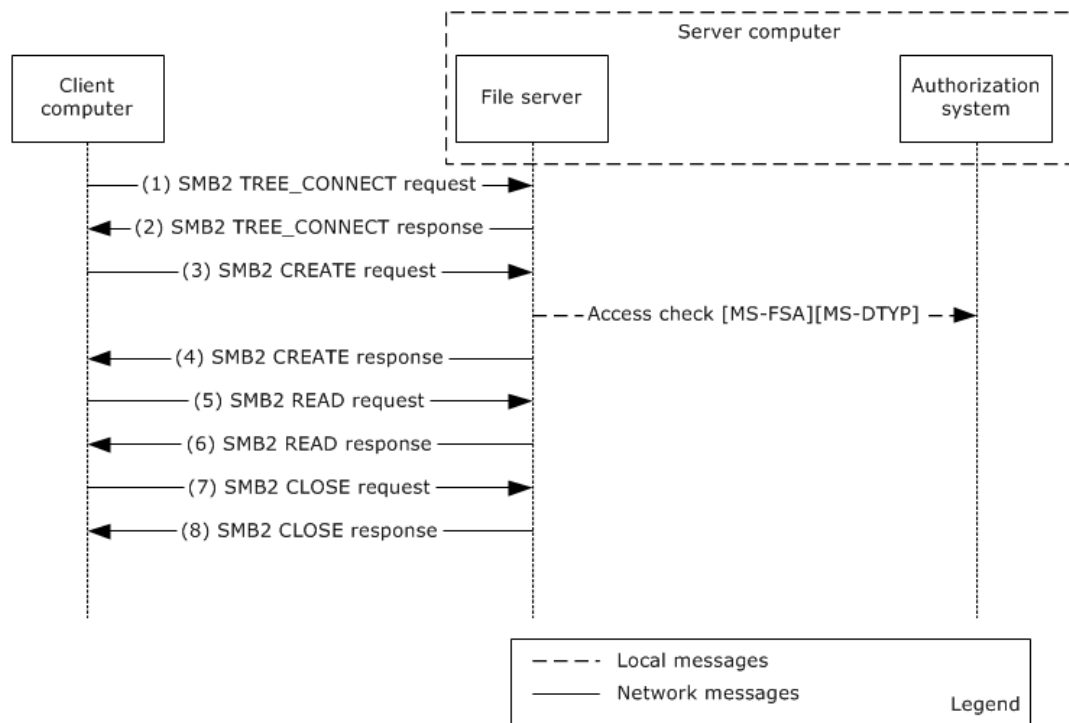 Server computer
Client
computer
File server
Authorization
system
(1) SMB2 TREE_CONNECT request
(2) SMB2 TREE_CONNECT response
(3) SMB2 CREATE request
Access check [MS-FSA][MS-DTYP]
(4) SMB2 CREATE response
(5) SMB2 READ request
(6) SMB2 READ response
(7) SMB2 CLOSE request
(8) SMB2 CLOSE response
Local messages
Network messages
Legend